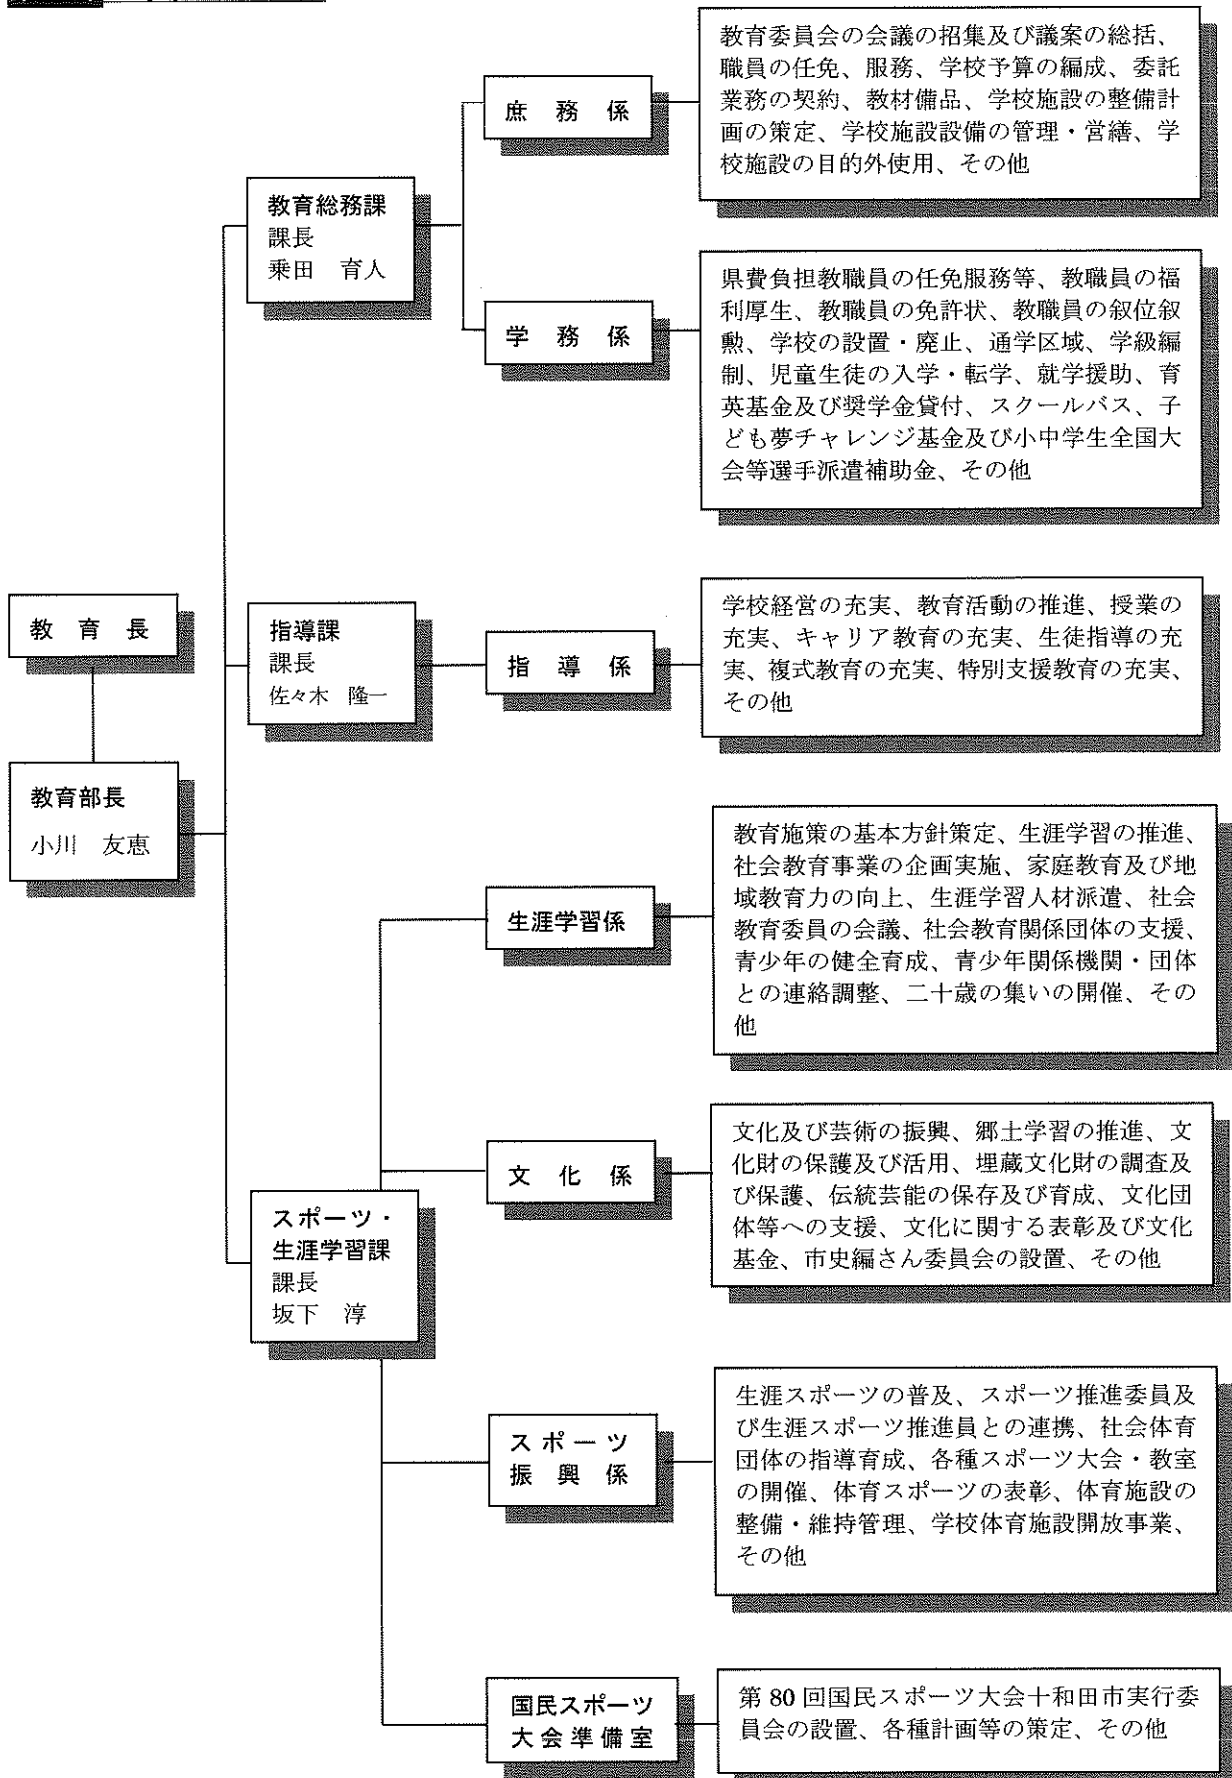 教育長
教育部長
小川　友恵
教育総務課
課長
乗田　育人
庶務係
教育委員会の会議の招集及び議案の総括、
職員の任免、服務、学校予算の編成、委託
業務の契約、教材備品、学校施設の整備計
画の策定、学校施設設備の管理・営繕、学
校施設の目的外使用、その他
学務係
県費負担教職員の任免服務等、教職員の福
利厚生、教職員の免許状、教職員の叙位叙
勲、学校の設置・廃止、通学区域、学級編
制、児童生徒の入学・転学、就学援助、育
英基金及び奨学金貸付、スクールバス、子
ども夢チャレンジ基金及び小中学生全国大
会等選手派遣補助金、その他
指導課
課長
佐々木　隆一
指導係
学校経営の充実、教育活動の推進、授業の
充実、キャリア教育の充実、生徒指導の充
実、複式教育の充実、特別支援教育の充実、
その他
スポーツ・
生涯学習課
課長
坂下　淳
生涯学習係
教育施策の基本方針策定、生涯学習の推進、
社会教育事業の企画実施、家庭教育及び地
域教育力の向上、生涯学習人材派遣、社会
教育委員の会議、社会教育関係団体の支援、
青少年の健全育成、青少年関係機関・団体
との連絡調整、二十歳の集いの開催、その
他
文化係
文化及び芸術の振興、郷土学習の推進、文
化財の保護及び活用、埋蔵文化財の調査及
び保護、伝統芸能の保存及び育成、文化団
体等への支援、文化に関する表彰及び文化
基金、市史編さん委員会の設置、その他
スポーツ
振興係
生涯スポーツの普及、スポーツ推進委員及
び生涯スポーツ推進員との連携、社会体育
団体の指導育成、各種スポーツ大会・教室
の開催、体育スポーツの表彰、体育施設の
整備・維持管理、学校体育施設開放事業、
その他
国民スポーツ
大会準備室
第80回国民スポーツ大会十和田市実行委
員会の設置、各種計画等の策定、その他